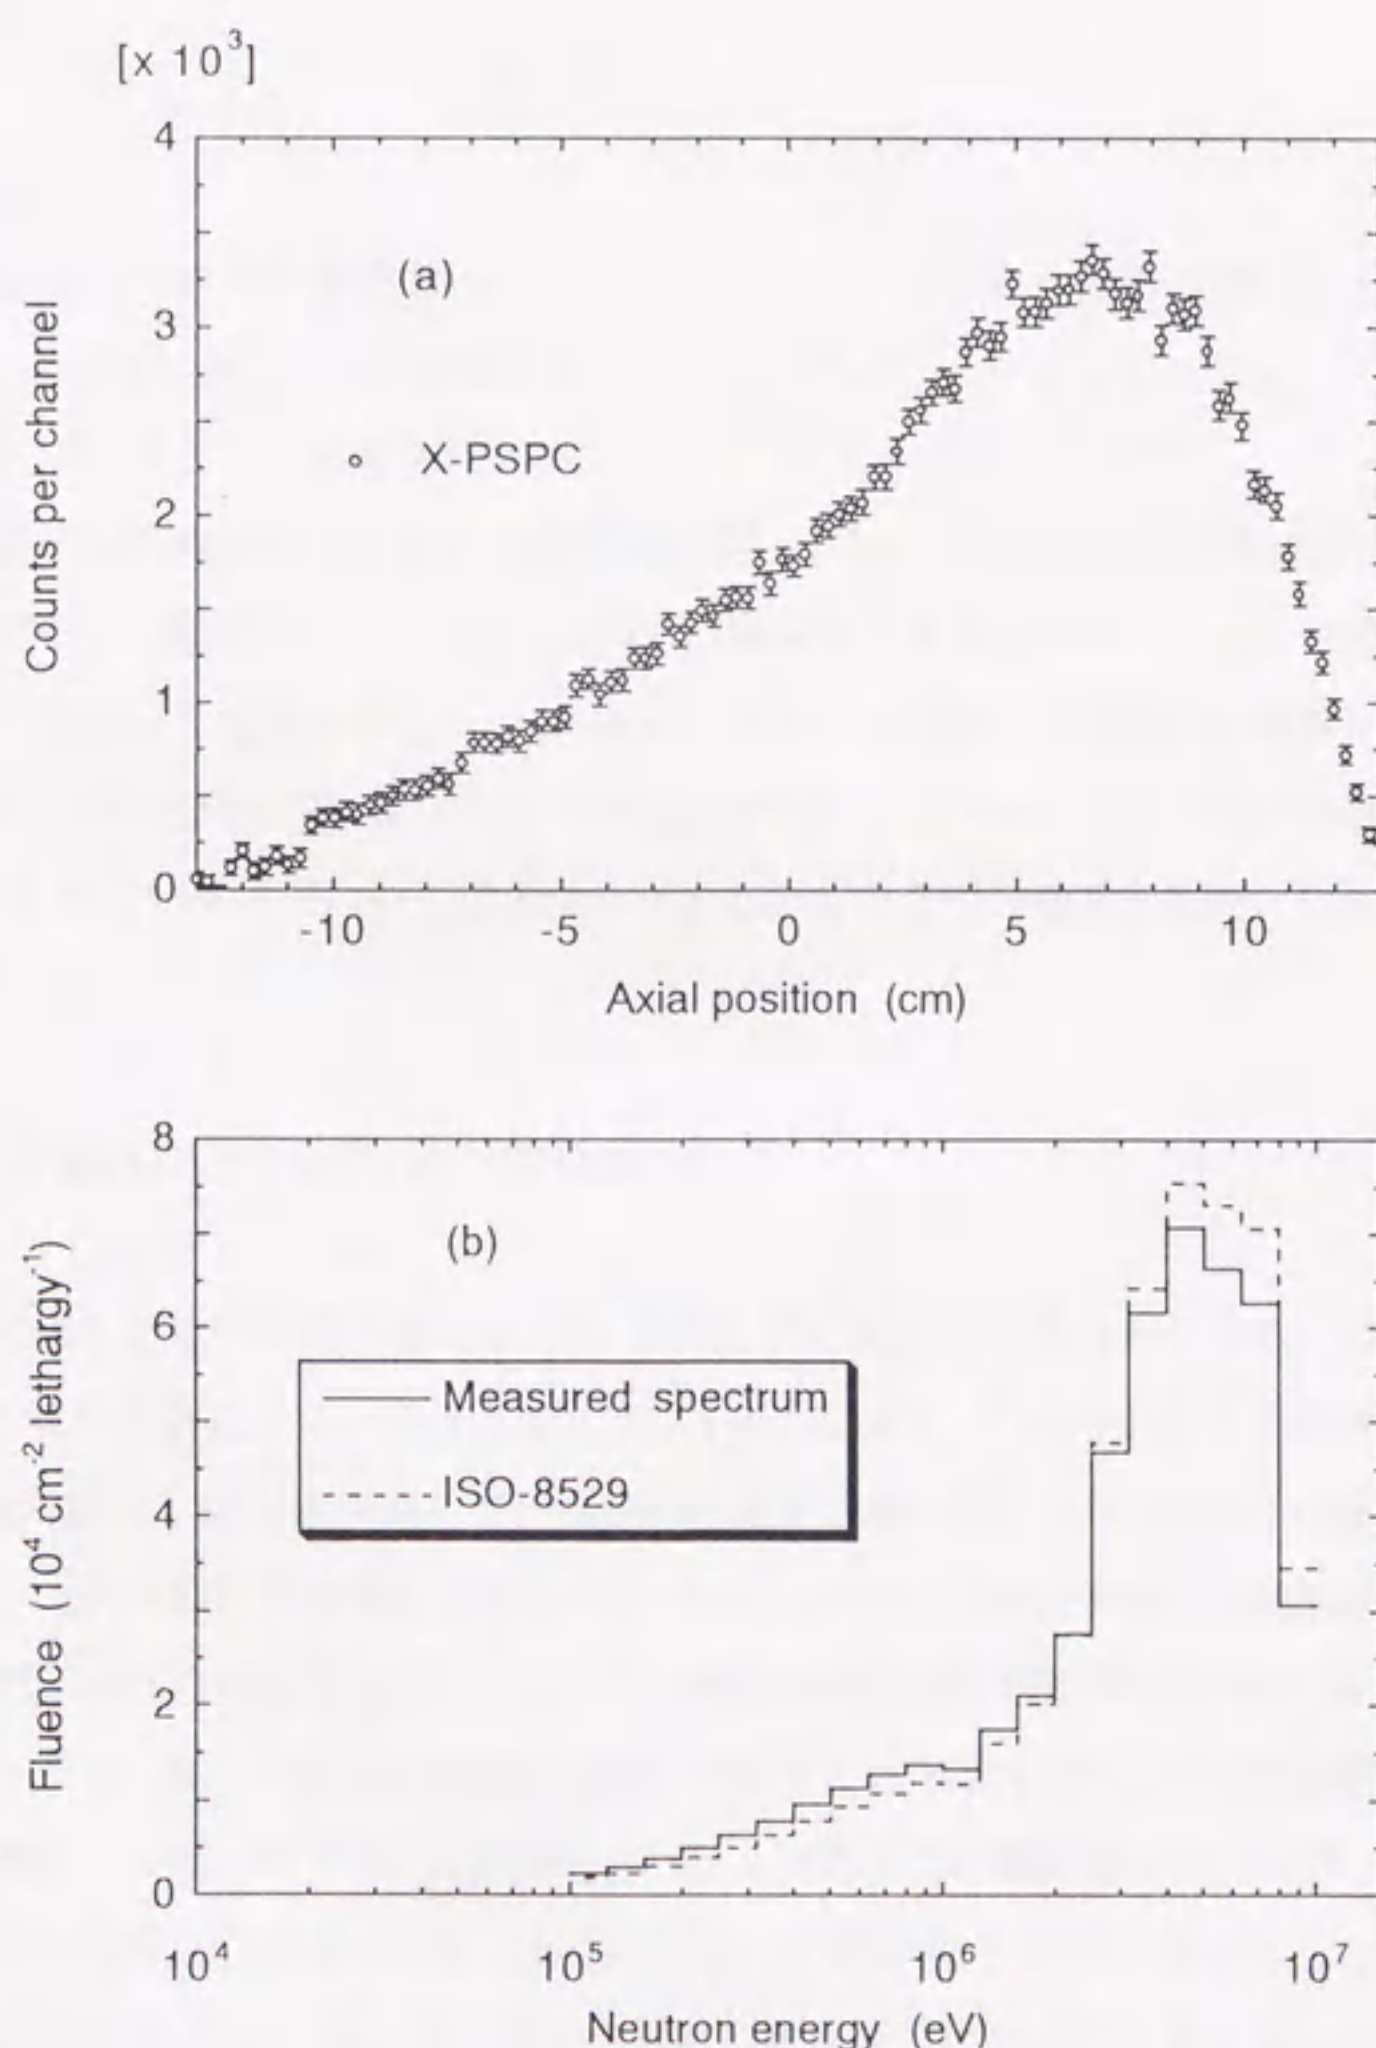 [x 10³]
4
3
2
1
0
Counts per channel
(a)
X-PSPC
-10 -5 0 5 10
Axial position (cm)
8
6
4
2
0
Fluence (10⁴ cm⁻² lethargy⁻¹)
(b)
Measured spectrum
ISO-8529
10⁴ 10⁵ 10⁶ 10⁷
Neutron energy (eV)